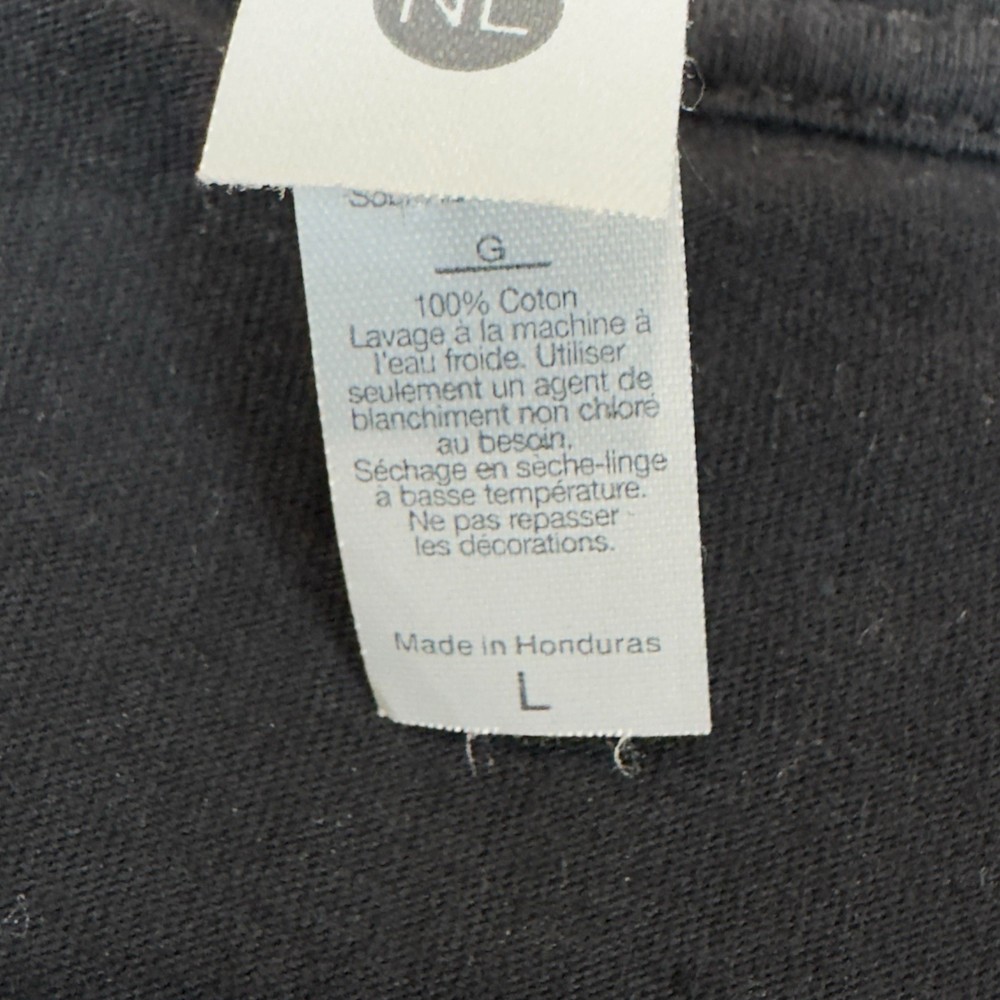 NL
G
100% Coton
Lavage à la machine à
l'eau froide. Utiliser
seulement un agent de
blanchiment non chloré
au besoin.
Séchage en sèche-linge
à basse température.
Ne pas repasser
les décorations.
Made in Honduras
L